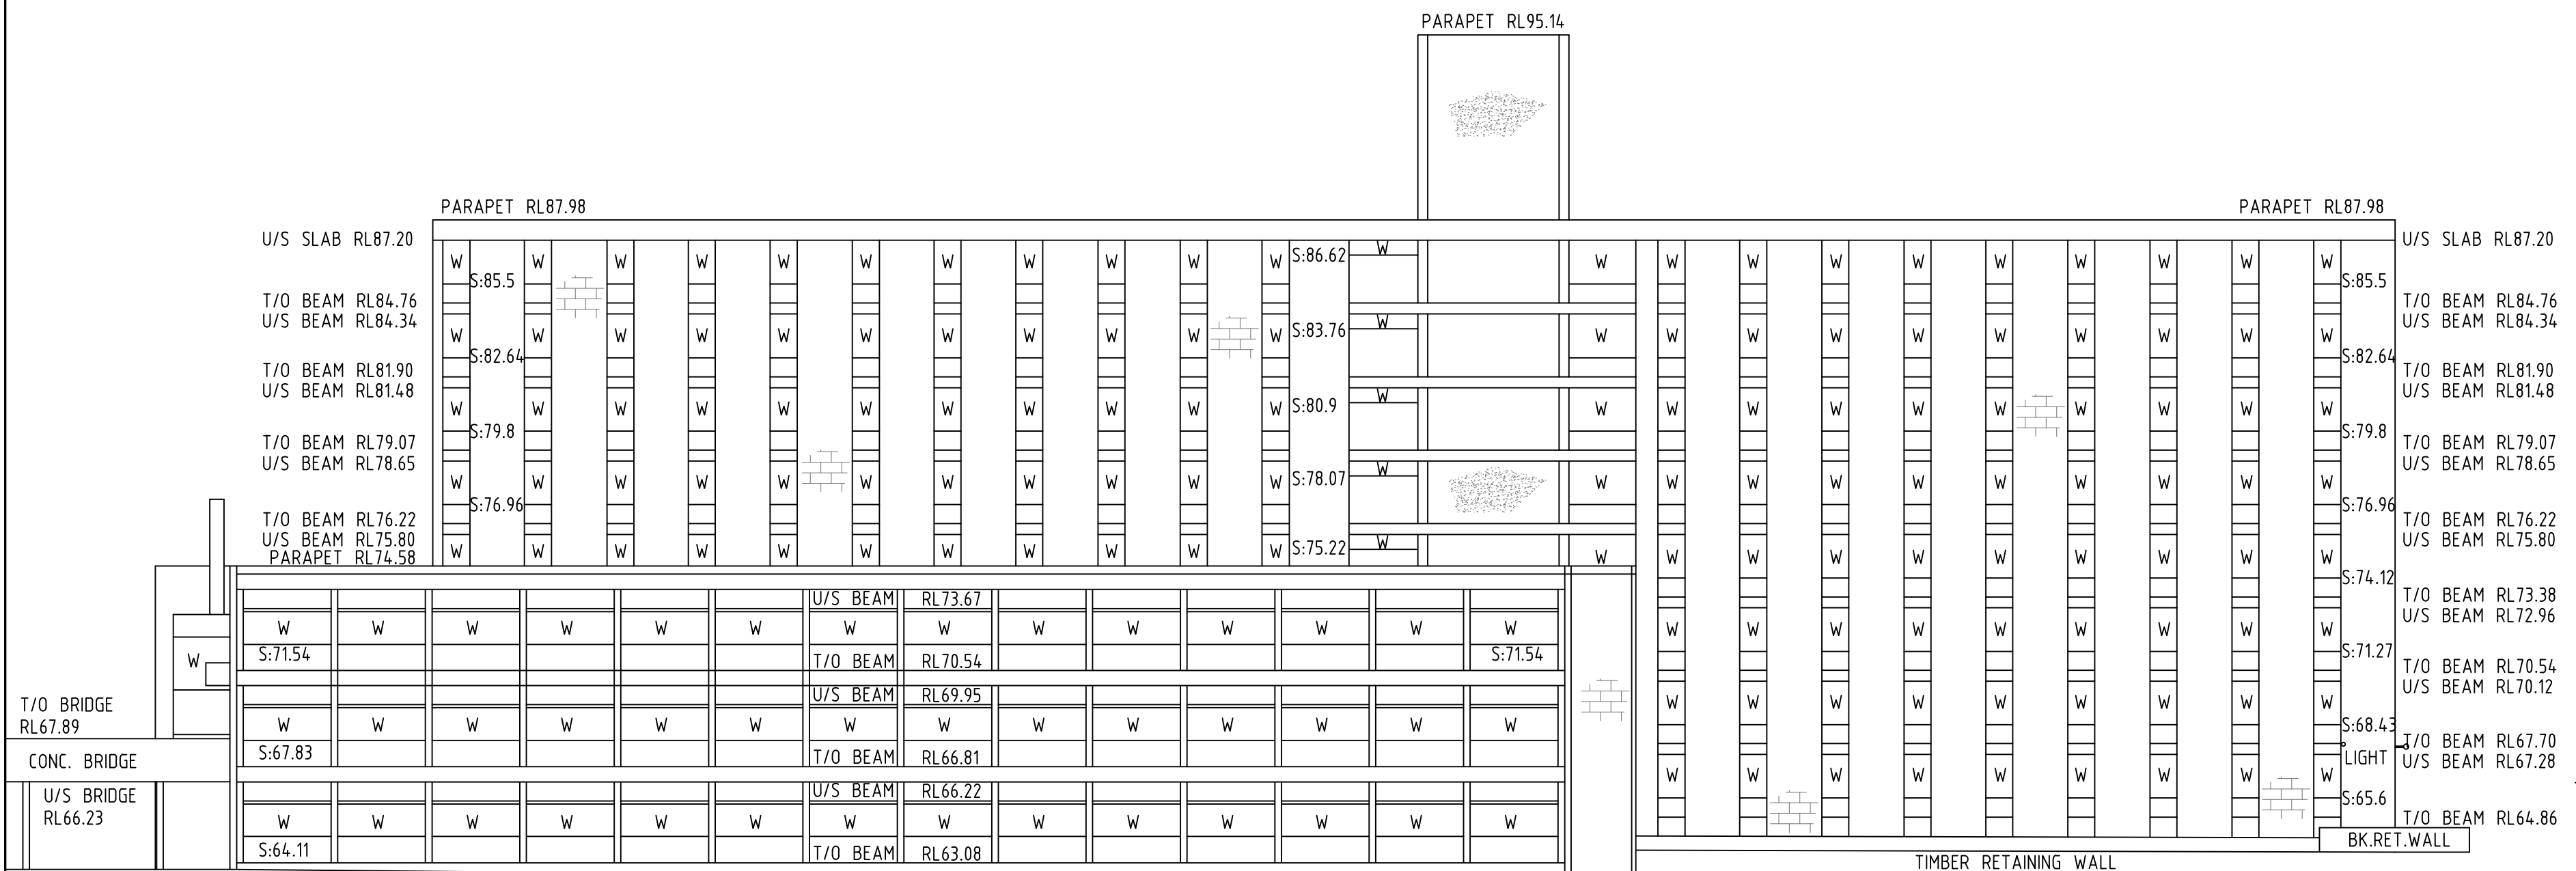 PARAPET RL95.14
PARAPET RL87.98
PARAPET RL87.98
U/S SLAB RL87.20
U/S SLAB RL87.20
W W W W W W W W W W W S:86.62 W W W W W W W W W W W
S:85.5
S:85.5
T/O BEAM RL84.76
T/O BEAM RL84.76
U/S BEAM RL84.34
U/S BEAM RL84.34
W W W W W W W W W W W S:83.76 W W W W W W W W W W W
S:82.64
S:82.64
T/O BEAM RL81.90
T/O BEAM RL81.90
U/S BEAM RL81.48
U/S BEAM RL81.48
W W W W W W W W W W W S:80.9 W W W W W W W W W W W
S:79.8
S:79.8
T/O BEAM RL79.07
T/O BEAM RL79.07
U/S BEAM RL78.65
U/S BEAM RL78.65
W W W W W W W W W W W S:78.07 W W W W W W W W W W W
S:76.96
S:76.96
T/O BEAM RL76.22
T/O BEAM RL76.22
U/S BEAM RL75.80
U/S BEAM RL75.80
PARAPET RL74.58
W W W W W W W W W W W S:75.22 W W W W W W W W W W W
S:74.12
U/S BEAM RL73.67
T/O BEAM RL73.38
U/S BEAM RL72.96
W W W W W W W W W W W W W W W W W W W W W W W
S:71.54
S:71.54
S:71.27
W
T/O BEAM RL70.54
T/O BEAM RL70.54
U/S BEAM RL70.12
U/S BEAM RL69.95
W W W W W W W W W
T/O BRIDGE
RL67.89
W W W W W W W W W W W W W W
S:68.43
S:67.83
T/O BEAM RL66.81
T/O BEAM RL67.70
LIGHT
U/S BEAM RL67.28
CONC. BRIDGE
W W W W W W W W W
U/S BRIDGE
RL66.23
U/S BEAM RL66.22
S:65.6
W W W W W W W W W W W W W W
T/O BEAM RL64.86
S:64.11
T/O BEAM RL63.08
BK.RET.WALL
TIMBER RETAINING WALL